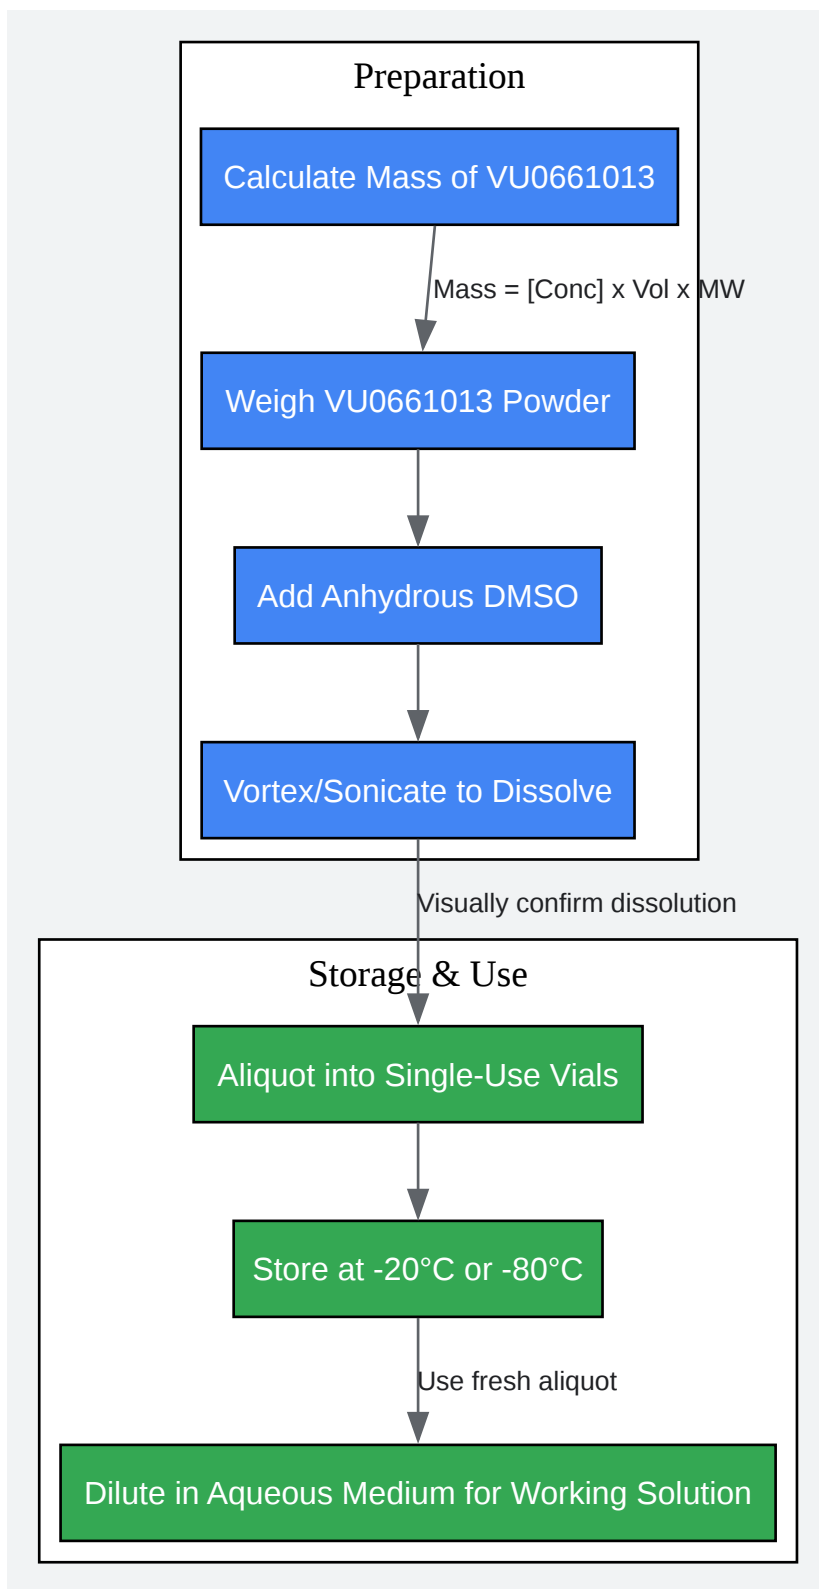 Preparation
Calculate Mass of VU0661013
Mass = [Conc] x Vol x MW
Weigh VU0661013 Powder
Add Anhydrous DMSO
Vortex/Sonicate to Dissolve
Visually confirm dissolution
Storage & Use
Aliquot into Single-Use Vials
Store at -20°C or -80°C
Use fresh aliquot
Dilute in Aqueous Medium for Working Solution